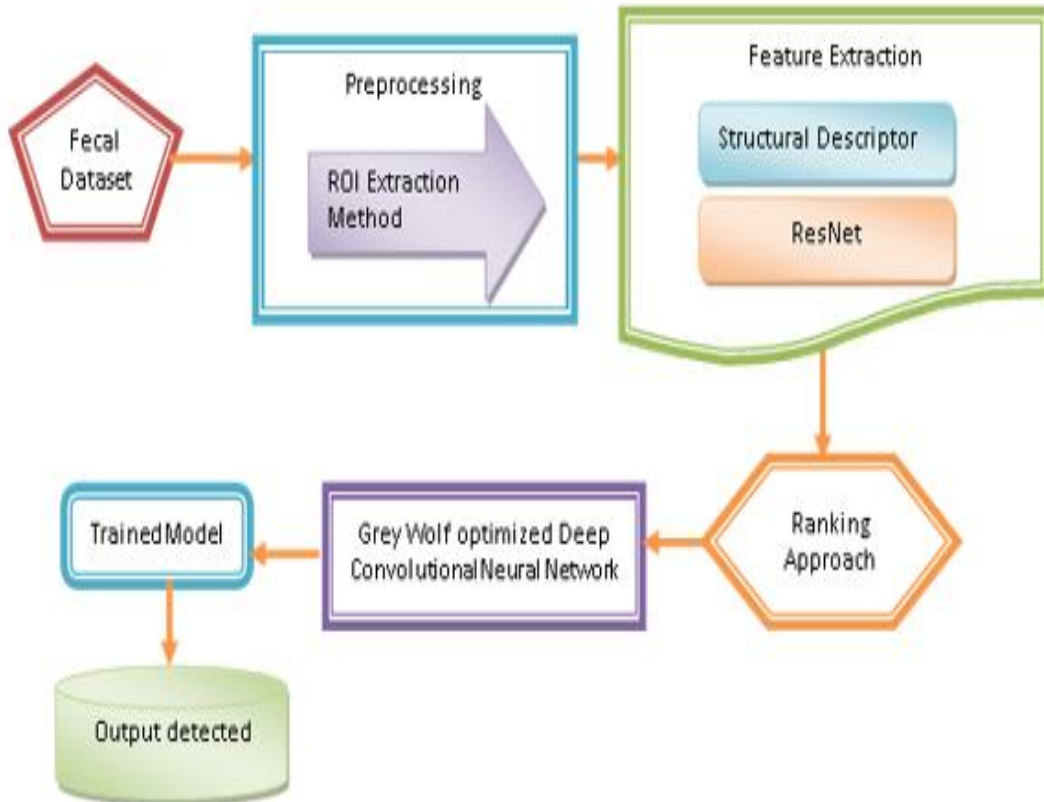 Fecal
Dataset
Preprocessing
ROI Extraction
Method
Feature Extraction
Structural Descriptor
ResNet
Ranking
Approach
Grey Wolf optimized Deep
Convolutional Neural Network
Trained Model
Output detected